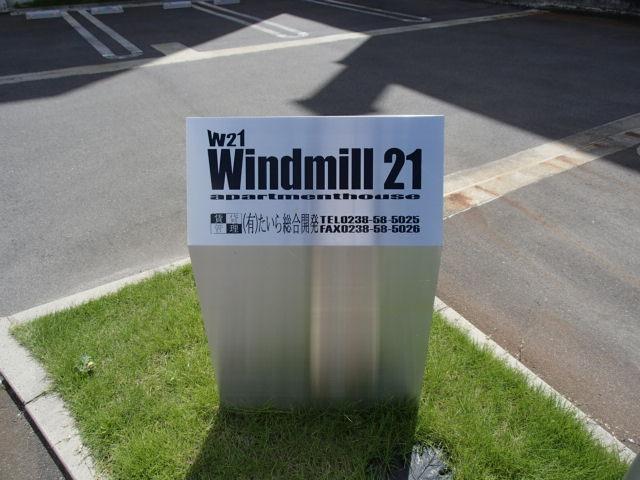 W21
Windmill 21
apartmenthouse
賃貸 (有)たいら総合開発 TEL0238-58-5025
管理 FAX0238-58-5026